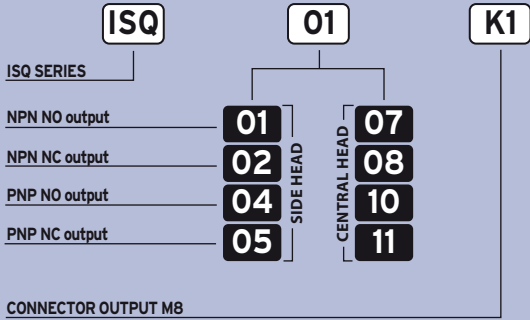 ISQ 01 K1
ISQ SERIES
NPN NO output 01 07
NPN NC output 02 08
PNP NO output 04 10
PNP NC output 05 11
SIDE HEAD
CENTRAL HEAD
CONNECTOR OUTPUT M8